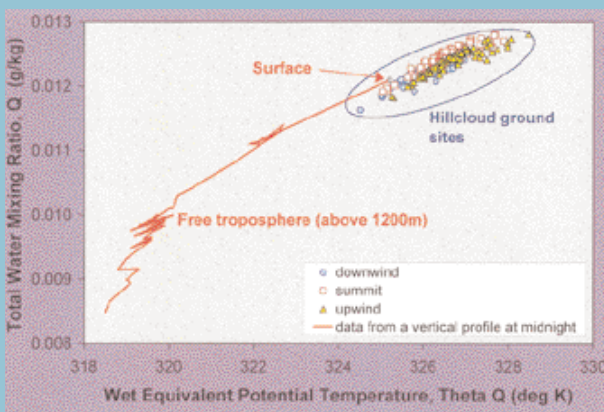 Total Water Mixing Ratio, Q (g/kg)
0.013
0.012
0.011
0.010
0.009
0.008
Surface
Hillcloud ground
sites
Free troposphere (above 1200m)
downwind
summit
upwind
data from a vertical profile at midnight
318
320
322
324
326
328
330
Wet Equivalent Potential Temperature, Theta Q (deg K)